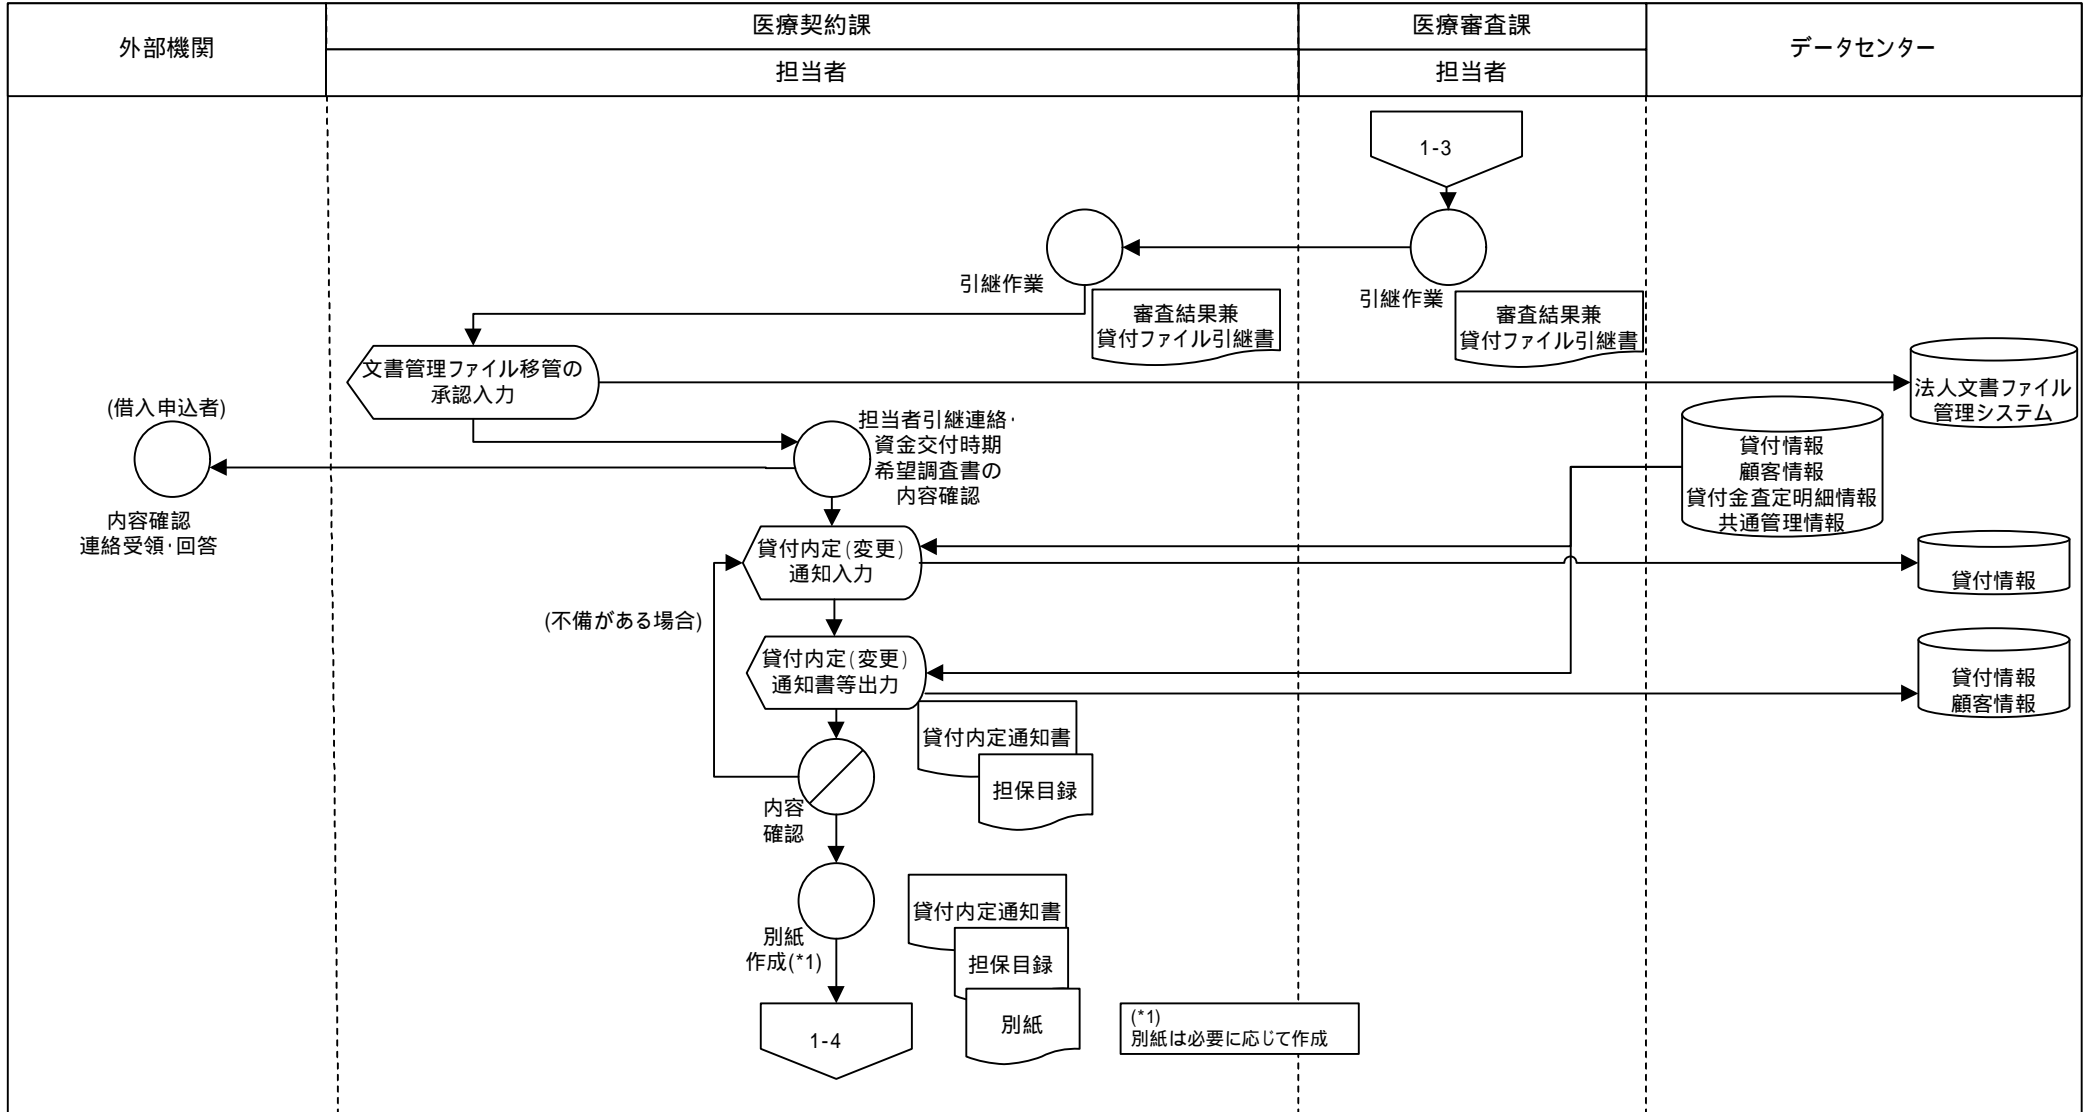 外部機関
医療契約課
担当者
医療審査課
担当者
データセンター
1-3
引継作業
審査結果兼
貸付ファイル引継書
引継作業
審査結果兼
貸付ファイル引継書
文書管理ファイル移管の
承認入力
法人文書ファイル
管理システム
(借入申込者)
内容確認
連絡受領・回答
担当者引継連絡・
資金交付時期
希望調査書の
内容確認
貸付情報
顧客情報
貸付金査定明細情報
共通管理情報
貸付内定(変更)
通知入力
貸付情報
(不備がある場合)
貸付内定(変更)
通知書等出力
貸付情報
顧客情報
貸付内定通知書
担保目録
内容
確認
別紙
作成(*1)
貸付内定通知書
担保目録
別紙
1-4
(*1)
別紙は必要に応じて作成